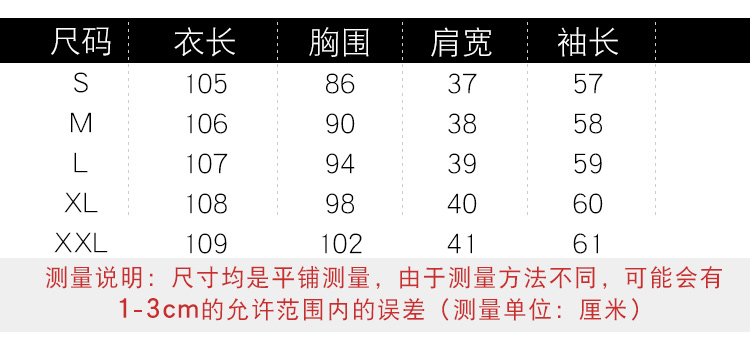 尺码 衣长 胸围 肩宽 袖长
S 105 86 37 57
M 106 90 38 58
L 107 94 39 59
XL 108 98 40 60
XXL 109 102 41 61
测量说明：尺寸均是平铺测量，由于测量方法不同，可能会有
1-3cm的允许范围内的误差（测量单位：厘米）